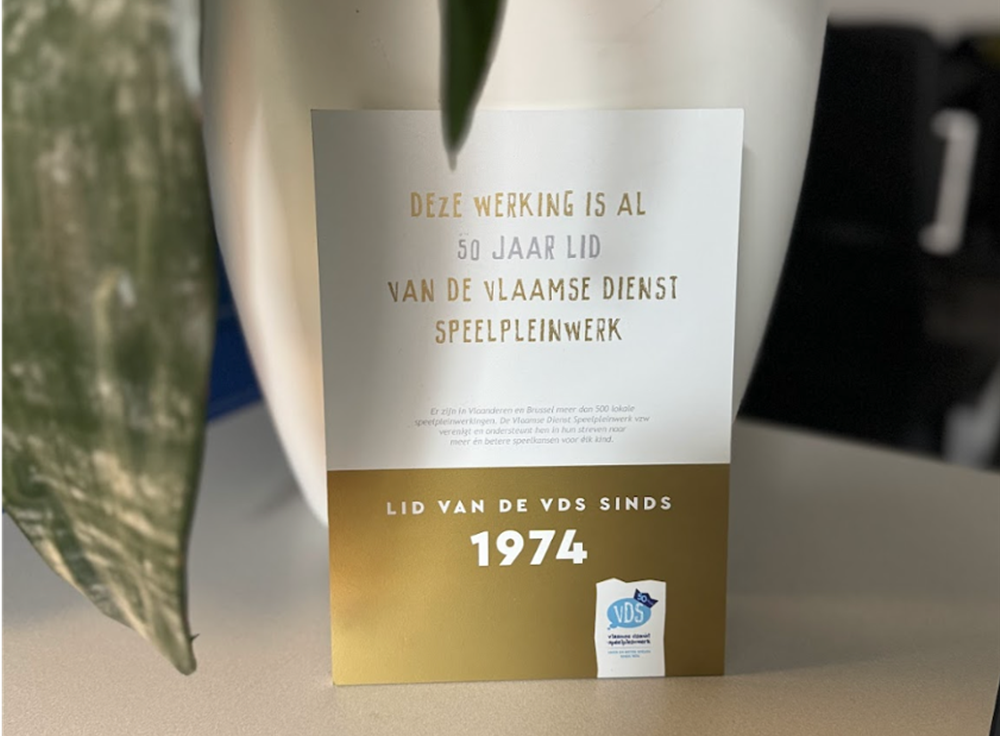 DEZE WERKING IS AL
50 JAAR LID
VAN DE VLAAMSE DIENST
SPEELPLEINWERK
Er zijn in Vlaanderen en Brussel meer dan 500 lokale
speelpleinwerkingen. De Vlaamse Dienst Speelpleinwerk vzw
verenigt en ondersteunt hen in hun streven naar
meer én betere speelkansen voor élk kind.
LID VAN DE VDS SINDS
1974
50
VDS
vlaamse dienst
speelpleinwerk